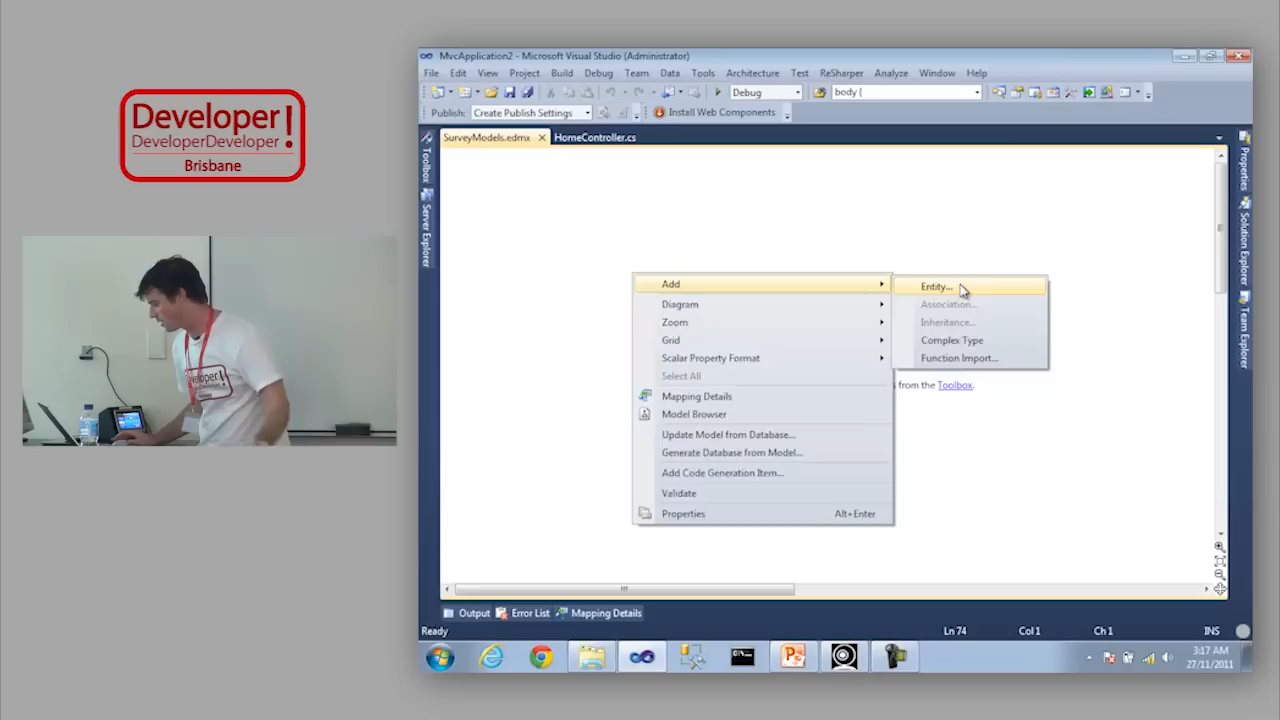 Developer!
DeveloperDeveloper
Brisbane
MvcApplication2 - Microsoft Visual Studio (Administrator)
File Edit View Project Build Debug Team Data Tools Architecture Test ReSharper Analyze Window Help
Debug body {
Publish: Create Publish Settings Install Web Components
SurveyModels.edmx HomeController.cs
Toolbox
Server Explorer
Properties
Solution Explorer
Team Explorer
Add
Diagram
Zoom
Grid
Scalar Property Format
Select All
Mapping Details
Model Browser
Update Model from Database...
Generate Database from Model...
Add Code Generation Item...
Validate
Properties Alt+Enter
Entity...
Association...
Inheritance...
Complex Type
Function Import...
from the Toolbox.
Output Error List Mapping Details
Ready Ln 74 Col 1 Ch 1 INS
3:17 AM
27/11/2011